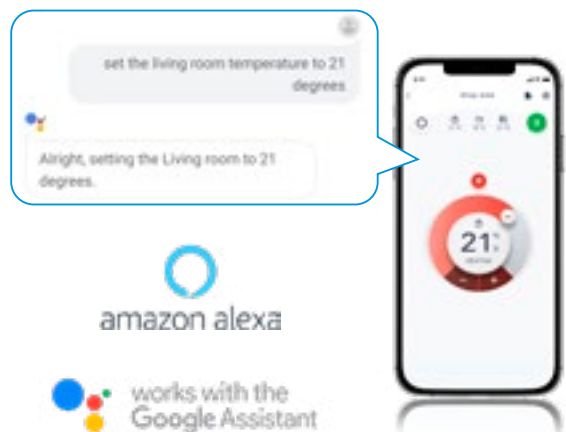 set the living room temperature to 21
degrees
Alright, setting the Living room to 21
degrees.
21
amazon alexa
works with the
Google Assistant